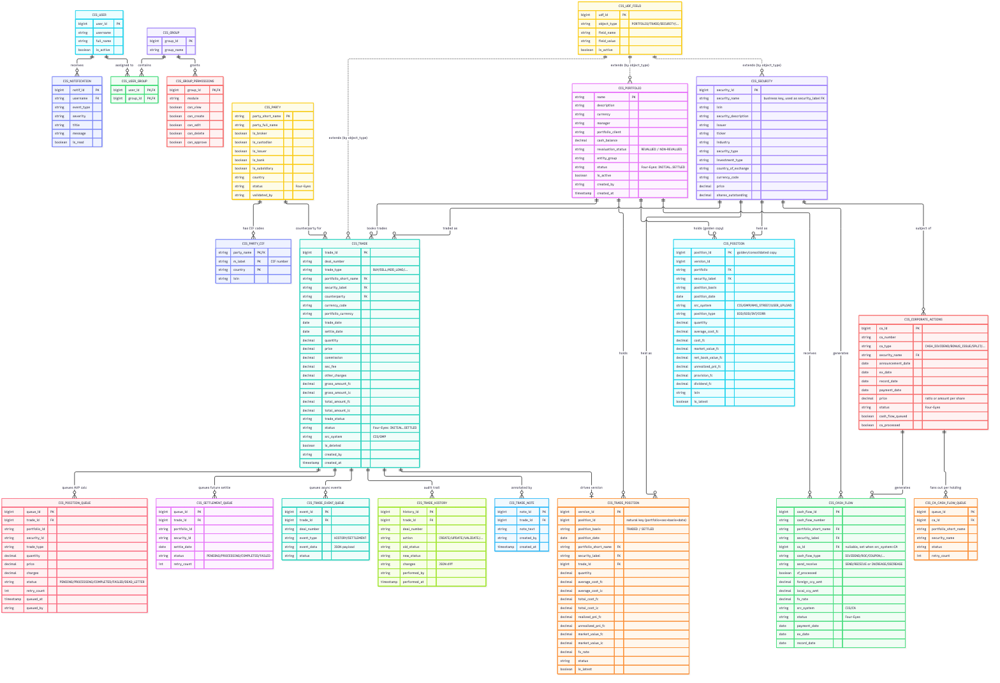 CIS_USER
bigint user_id PK
string username
string full_name
boolean is_active
CIS_GROUP
bigint group_id PK
string group_name
CIS_UDF_FIELD
bigint udf_id PK
string object_type PORTFOLIO/TRADE/SECURITY/...
string field_name
string field_value
boolean is_active
receives
assigned to
contains
grants
extends (by object_type)
extends (by object_type)
extends (by object_type)
CIS_NOTIFICATION
bigint notif_id PK
string username FK
string event_type
string severity
string title
string message
boolean is_read
CIS_USER_GROUP
bigint user_id PK,FK
bigint group_id PK,FK
CIS_GROUP_PERMISSIONS
bigint group_id PK,FK
string module
boolean can_view
boolean can_create
boolean can_edit
boolean can_delete
boolean can_approve
CIS_PARTY
string party_short_name PK
string party_full_name
boolean is_broker
boolean is_custodian
boolean is_issuer
boolean is_bank
boolean is_subsidiary
string country
string status Four-Eyes
string validated_by
CIS_PORTFOLIO
string name PK
string description
string currency
string manager
string portfolio_client
decimal cash_balance
string revaluation_status REVALUED / NON-REVALUED
string entity_group
string status Four-Eyes: INITIAL..SETTLED
boolean is_active
string created_by
timestamp created_at
CIS_SECURITY
bigint security_id PK
string security_name business key, used as security_label FK
string isin
string security_description
string issuer
string ticker
string industry
string security_type
string investment_type
string country_of_exchange
string currency_code
decimal price
decimal shares_outstanding
has CIF codes
counterparty for
books trades
traded as
holds (golden copy)
held as
subject of
CIS_PARTY_CIF
string party_name PK,FK
string m_label PK CIF number
string country PK
string isin
CIS_TRADE
bigint trade_id PK
string deal_number
string trade_type BUY/SELL/ADD_LONG/...
string portfolio_short_name FK
string security_label FK
string counterparty FK
string currency_code
string portfolio_currency
date trade_date
date settle_date
decimal quantity
decimal price
decimal commission
decimal sec_fee
decimal other_charges
decimal gross_amount_fc
decimal gross_amount_lc
decimal total_amount_fc
decimal total_amount_lc
string trade_status
string status Four-Eyes: INITIAL..SETTLED
string src_system CIS/GMP
boolean is_deleted
string created_by
timestamp created_at
CIS_POSITION
bigint position_id PK golden/consolidated copy
bigint version_id
string portfolio FK
string security_label FK
string position_basis
date position_date
string src_system CIS/GMP/AMS_STREET/USER_UPLOAD
string position_type EOD/SOD/INT/CORR
decimal quantity
decimal average_cost_fc
decimal cost_fc
decimal market_value_fc
decimal net_book_value_fc
decimal unrealized_pnl_fc
decimal provision_fc
decimal dividend_fc
string isin
boolean is_latest
CIS_CORPORATE_ACTIONS
bigint ca_id PK
string ca_number
string ca_type CASH_DIVIDEND/BONUS_ISSUE/SPLIT/...
string security_name FK
date announcement_date
date ex_date
date record_date
date payment_date
decimal price ratio or amount per share
string status Four-Eyes
boolean cash_flow_queued
boolean ca_processed
holds
held as
receives
generates
queues AVP calc
queues future settle
queues async events
audit trail
annotated by
drives version
generates
fans out per holding
CIS_POSITION_QUEUE
bigint queue_id PK
bigint trade_id FK
string portfolio_id
string security_id
string trade_type
decimal quantity
decimal price
decimal charges
string status PENDING/PROCESSING/COMPLETED/FAILED/DEAD_LETTER
int retry_count
timestamp queued_at
string queued_by
CIS_SETTLEMENT_QUEUE
bigint queue_id PK
bigint trade_id FK
string portfolio_id
string security_id
date settle_date
string status PENDING/PROCESSING/COMPLETED/FAILED
int retry_count
CIS_TRADE_EVENT_QUEUE
bigint event_id PK
bigint trade_id FK
string deal_number
string event_type HISTORY/SETTLEMENT
string event_data JSON payload
string status
CIS_TRADE_HISTORY
bigint history_id PK
bigint trade_id FK
string deal_number
string action CREATE/UPDATE/VALIDATE/...
string old_status
string new_status
string changes JSON diff
string performed_by
timestamp performed_at
CIS_TRADE_NOTE
bigint note_id PK
bigint trade_id FK
string note_text
string created_by
timestamp created_at
CIS_TRADE_POSITION
bigint version_id PK
bigint position_id natural key (portfolio+sec+basis+date)
string position_basis TRADED / SETTLED
date position_date
string portfolio_short_name FK
string security_label FK
bigint trade_id FK
decimal quantity
decimal average_cost_fc
decimal average_cost_lc
decimal total_cost_fc
decimal total_cost_lc
decimal realized_pnl_fc
decimal unrealized_pnl_fc
decimal market_value_fc
decimal market_value_lc
decimal fx_rate
string status
boolean is_latest
CIS_CASH_FLOW
bigint cash_flow_id PK
string cash_flow_number
string portfolio_short_name FK
string security_label FK
bigint ca_id FK nullable, set when src_system=CA
string cash_flow_type DIVIDEND/ROC/COUPON/...
string send_receive SEND/RECEIVE or INCREASE/DECREASE
boolean cf_processed
decimal foreign_ccy_amt
decimal local_ccy_amt
decimal fx_rate
string src_system CIS/CA
string status Four-Eyes
date payment_date
date ex_date
date record_date
CIS_CA_CASH_FLOW_QUEUE
bigint queue_id PK
bigint ca_id FK
string portfolio_short_name
string security_name
string status
int retry_count